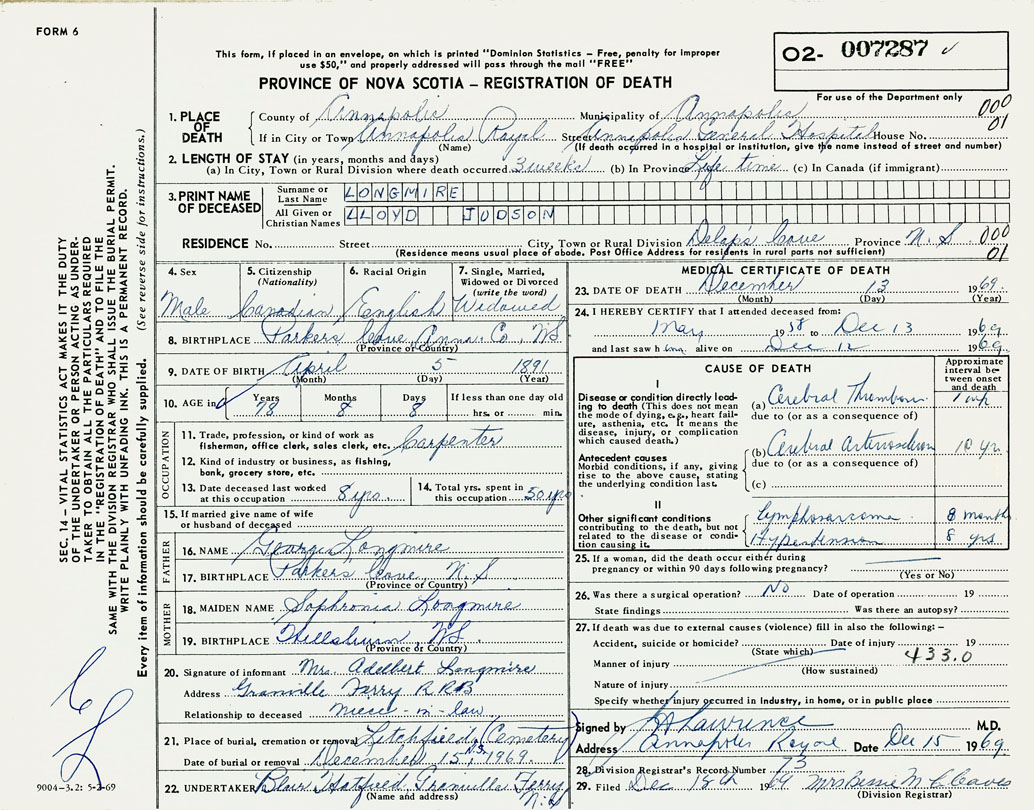 FORM 6
This form, if placed in an envelope, on which is printed "Dominion Statistics – Free, penalty for improper
use $50," and properly addressed will pass through the mail "FREE"
PROVINCE OF NOVA SCOTIA – REGISTRATION OF DEATH
O2- 007287
For use of the Department only
1. PLACE OF DEATH
County of Annapolis Municipality of Annapolis 000
If in City or Town Annapolis Royal Street Annapolis General Hospital House No. 01
(Name) (If death occurred in a hospital or institution, give the name instead of street and number)
2. LENGTH OF STAY (in years, months and days)
(a) In City, Town or Rural Division where death occurred 3 weeks (b) In Province Life time (c) In Canada (if immigrant)
3. PRINT NAME OF DECEASED
Surname or Last Name LONGMIRE
All Given or Christian Names LLOYD JUDSON
RESIDENCE No. Street City, Town or Rural Division Delap's Cove Province N.S 000
(Residence means usual place of abode. Post Office Address for residents in rural parts not sufficient) 01
4. Sex Male
5. Citizenship (Nationality) Canadian
6. Racial Origin English
7. Single, Married, Widowed or Divorced (write the word) Widowed
8. BIRTHPLACE Parker's Cove, Anna. Co., NS
(Province or Country)
9. DATE OF BIRTH April 5 1891
(Month) (Day) (Year)
10. AGE in Years 78 Months 8 Days 8 If less than one day old
hrs. or min.
OCCUPATION
11. Trade, profession, or kind of work as
fisherman, office clerk, sales clerk, etc. Carpenter
12. Kind of industry or business, as fishing,
bank, grocery store, etc.
13. Date deceased last worked
at this occupation 8 yrs.
14. Total yrs. spent in
this occupation 50 yrs
15. If married give name of wife
or husband of deceased
FATHER
16. NAME George Longmire
17. BIRTHPLACE Parker's Cove N.S
(Province or Country)
MOTHER
18. MAIDEN NAME Sophronia Longmire
19. BIRTHPLACE Hillsburn NS.
(Province or Country)
20. Signature of informant Mrs. Adelbert Longmire
Address Granville Ferry R R B
Relationship to deceased niece-in-law
21. Place of burial, cremation or removal Litchfield, Cemetery
N.S.
Date of burial or removal December 15, 1969.
22. UNDERTAKER Blair Hatfield Granville Ferry,
(Name and address) N.S.
MEDICAL CERTIFICATE OF DEATH
23. DATE OF DEATH December 13 1969.
(Month) (Day) (Year)
24. I HEREBY CERTIFY that I attended deceased from:
May 1958 to Dec 13 1969
and last saw him alive on Dec 12 1969.
CAUSE OF DEATH
Approximate interval between onset and death
I
Disease or condition directly leading to death (This does not mean the mode of dying, e.g., heart failure, asthenia, etc. It means the disease, injury, or complication which caused death.)
(a) Cerebral Thrombosis 1 wk
due to (or as a consequence of)
Antecedent causes
Morbid conditions, if any, giving rise to the above cause, stating the underlying condition last.
(b) Cerebral Arteriosclerosis 10 yr.
due to (or as a consequence of)
(c)
II
Other significant conditions
contributing to the death, but not related to the disease or condition causing it.
Lymphosarcoma 8 months
Hypertension 8 yrs
25. If a woman, did the death occur either during
pregnancy or within 90 days following pregnancy?
(Yes or No)
26. Was there a surgical operation? No Date of operation 19
State findings Was there an autopsy?
27. If death was due to external causes (violence) fill in also the following: –
Accident, suicide or homicide? Date of injury 19
(State which) 433.0
Manner of injury
(How sustained)
Nature of injury
Specify whether injury occurred in Industry, in home, or in public place
Signed by Lawrence M.D.
Address Annapolis Royal Date Dec 15 1969.
28. Division Registrar's Record Number 73
29. Filed Dec 18th 1969 Mrs Bessie M Cleaves
(Division Registrar)
SEC. 14 – VITAL STATISTICS ACT MAKES IT THE DUTY
OF THE UNDERTAKER OR PERSON ACTING AS UNDERTAKER TO OBTAIN ALL THE PARTICULARS REQUIRED
IN THE "REGISTRATION OF DEATH" AND TO FILE THE
SAME WITH THE DIVISION REGISTRAR WHO SHALL ISSUE THE BURIAL PERMIT.
WRITE PLAINLY WITH UNFADING INK. THIS IS A PERMANENT RECORD.
Every item of information should be carefully supplied. (See reverse side for instructions.)
9004-3.2: 5-2-69